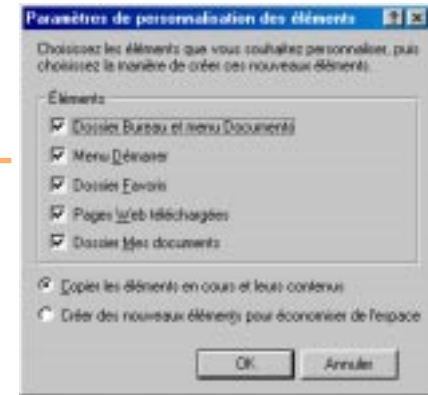 Paramètres de personnalisation des éléments
Choisissez les éléments que vous souhaitez personnaliser, puis
choisissez la manière de créer ces nouveaux éléments.
Éléments
Dossier Bureau et menu Documents
Menu Démarrer
Dossier Favoris
Pages Web téléchargées
Dossier Mes documents
Copier les éléments en cours et leurs contenus
Créer des nouveaux éléments pour économiser de l'espace
OK
Annuler